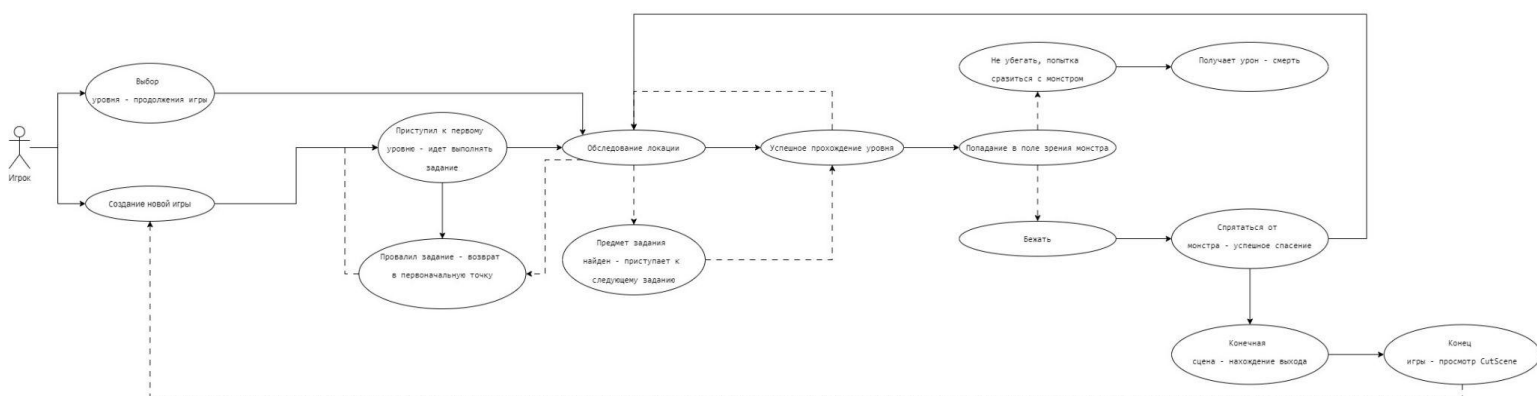 Игрок
Выбор
уровня - продолжения игры
Создание новой игры
Приступил к первому
уровню - идет выполнять
задание
Провалил задание - возврат
в первоначальную точку
Обследование локации
Предмет задания
найден - приступает к
следующему заданию
Успешное прохождение уровня
Не убегать, попытка
сразиться с монстром
Получает урон - смерть
Попадание в поле зрения монстра
Бежать
Спрятаться от
монстра - успешное спасение
Конечная
сцена - нахождение выхода
Конец
игры - просмотр CutScene